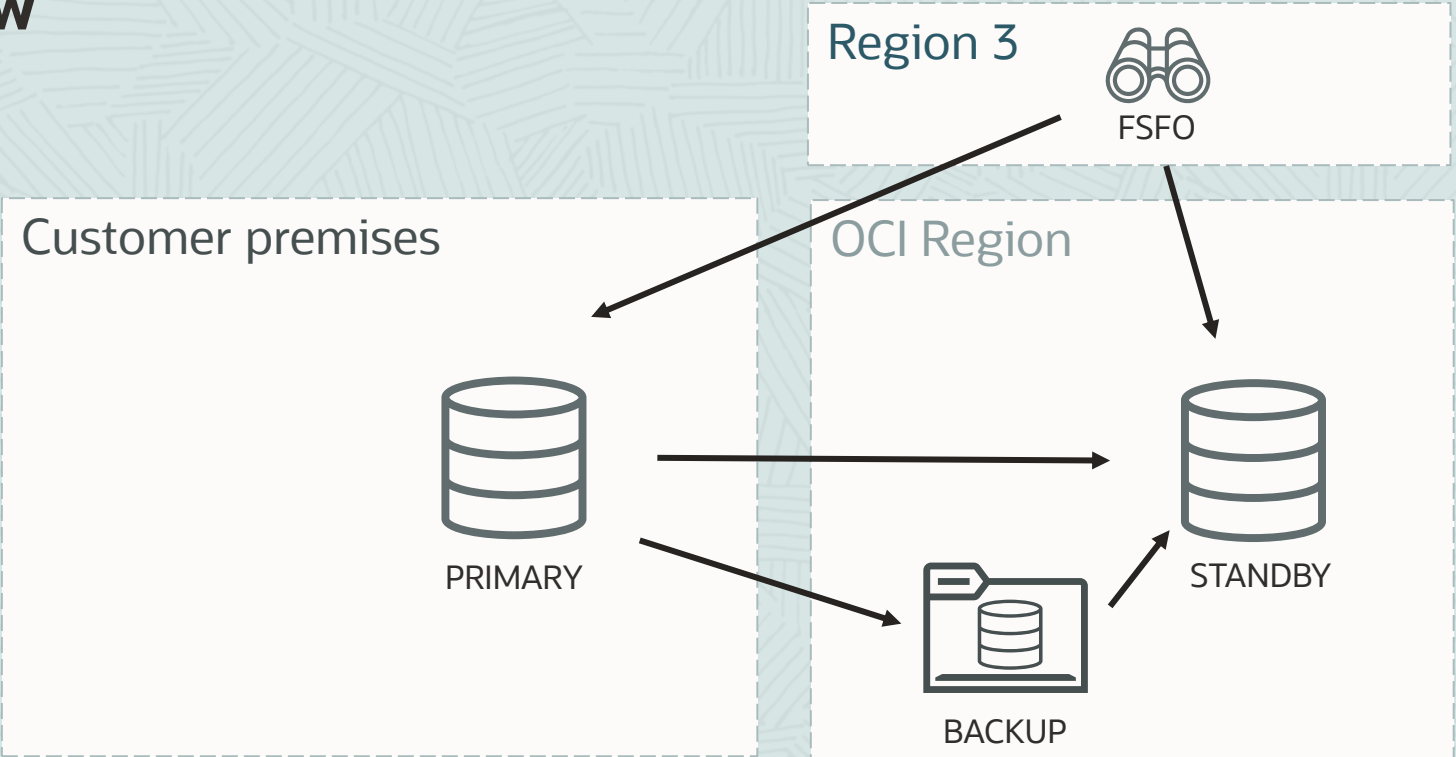 w
Region 3
FSFO
Customer premises
OCI Region
PRIMARY
STANDBY
BACKUP